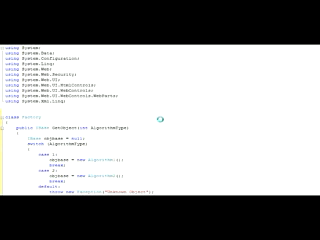 using System;
using System.Data;
using System.Configuration;
using System.Linq;
using System.Web;
using System.Web.Security;
using System.Web.UI;
using System.Web.UI.HtmlControls;
using System.Web.UI.WebControls;
using System.Web.UI.WebControls.WebParts;
using System.Xml.Linq;
class Factory
{
public CBase GetObject(int AlgorithmType)
{
CBase objBase = null;
switch (AlgorithmType)
{
case 1:
objBase = new Algorithm1();
break;
case 2:
objBase = new Algorithm2();
break;
default:
throw new Exception("Unknown Object");